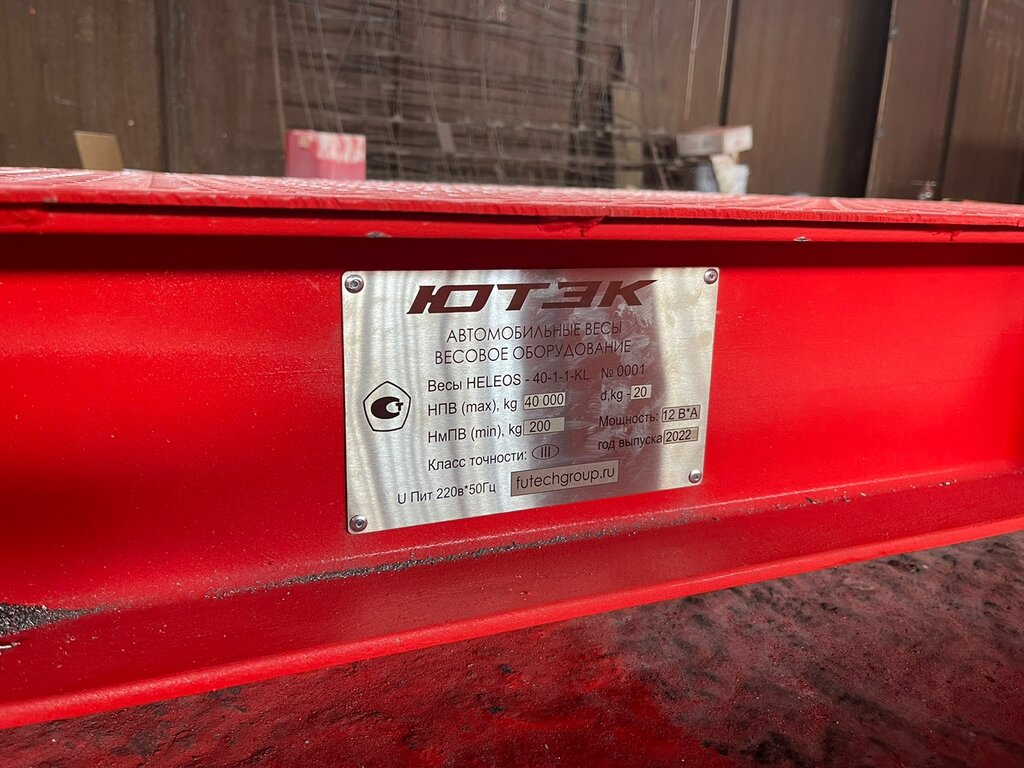 ЮТЭК
АВТОМОБИЛЬНЫЕ ВЕСЫ
ВЕСОВОЕ ОБОРУДОВАНИЕ
Весы HELEOS - 40-1-1-KL № 0001
НПВ (max), kg 40 000 d,kg - 20
НмПВ (min), kg 200 Мощность: 12 В*А
Класс точности: III год выпуска 2022
U Пит 220в*50Гц futechgroup.ru